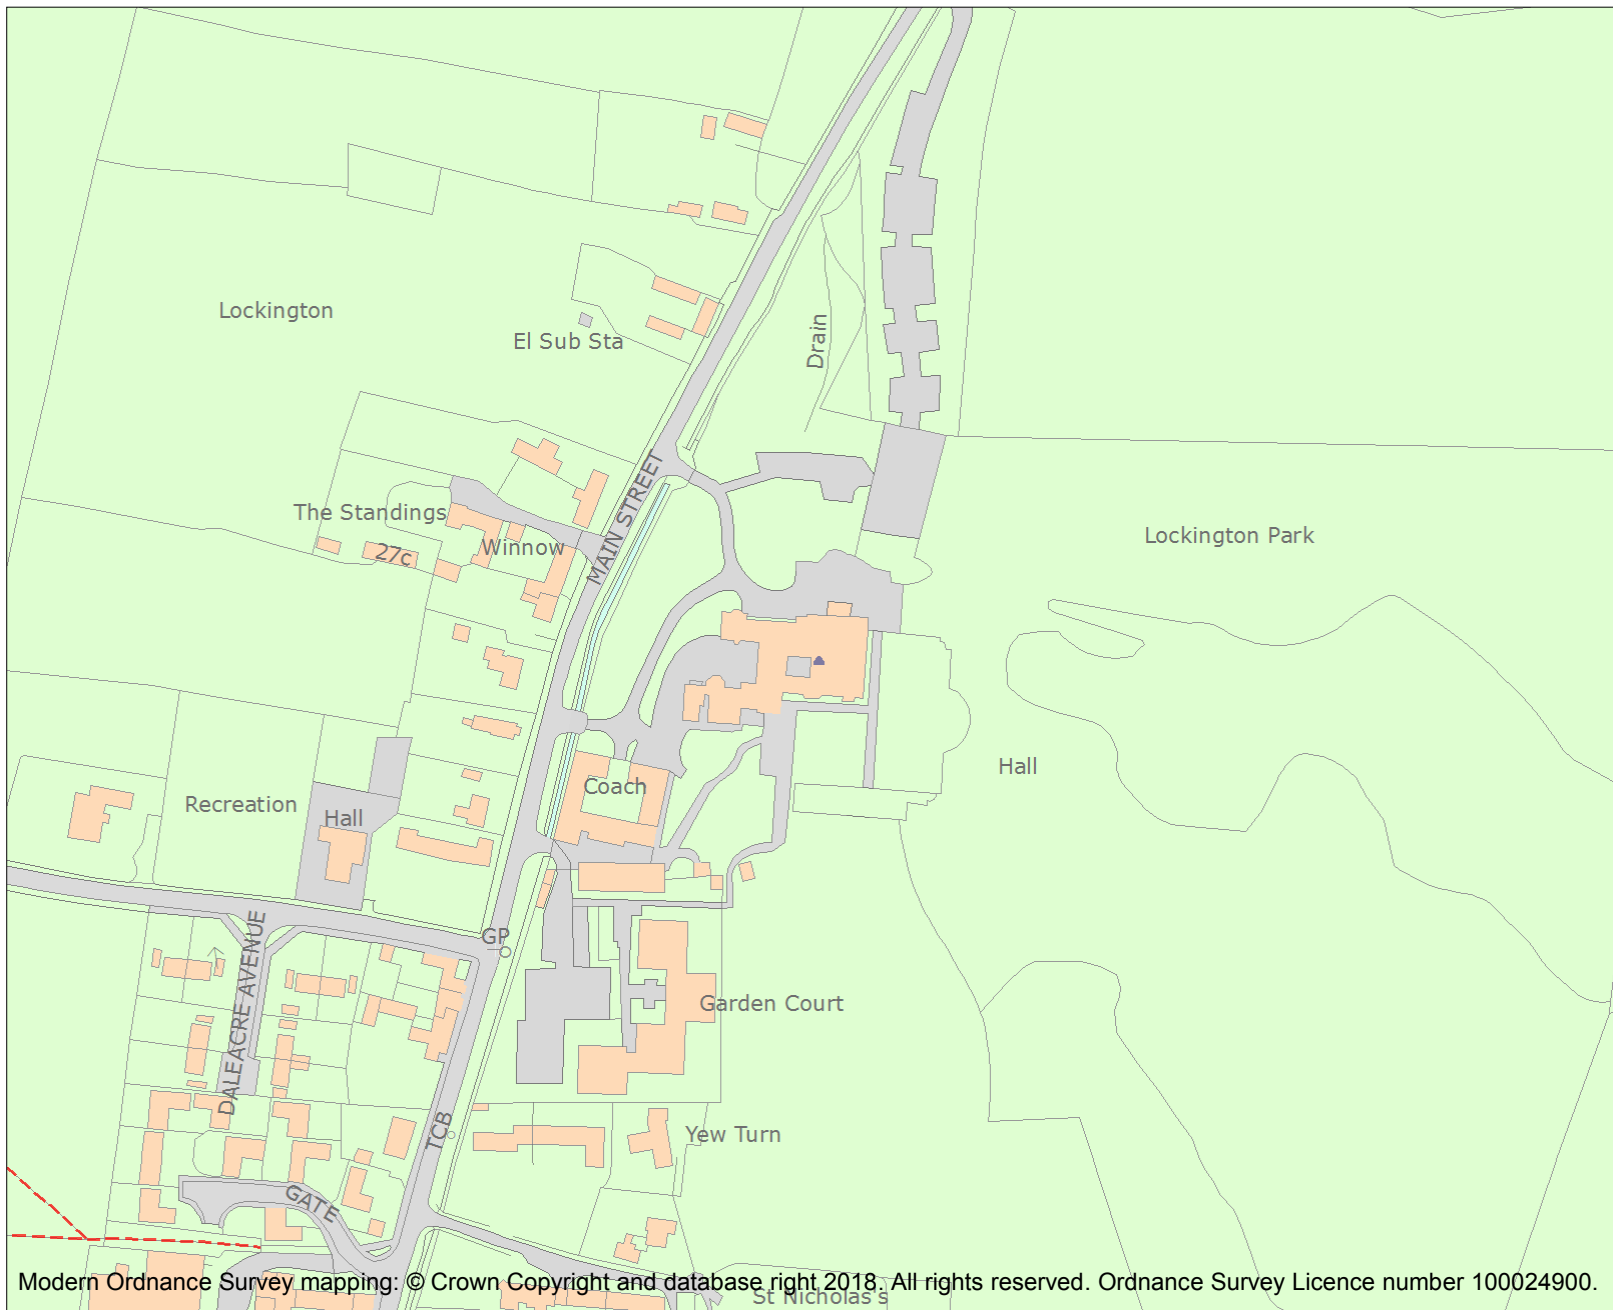 Lockington
El Sub Sta
Drain
MAIN STREET
The Standings
27c
Winnow
Lockington Park
Hall
Coach
Recreation
Hall
GP
DALEACRE AVENUE
Garden Court
TCB
Yew Turn
GATE
Modern Ordnance Survey mapping: © Crown Copyright and database right 2018. All rights reserved. Ordnance Survey Licence number 100024900.
St Nicholas's